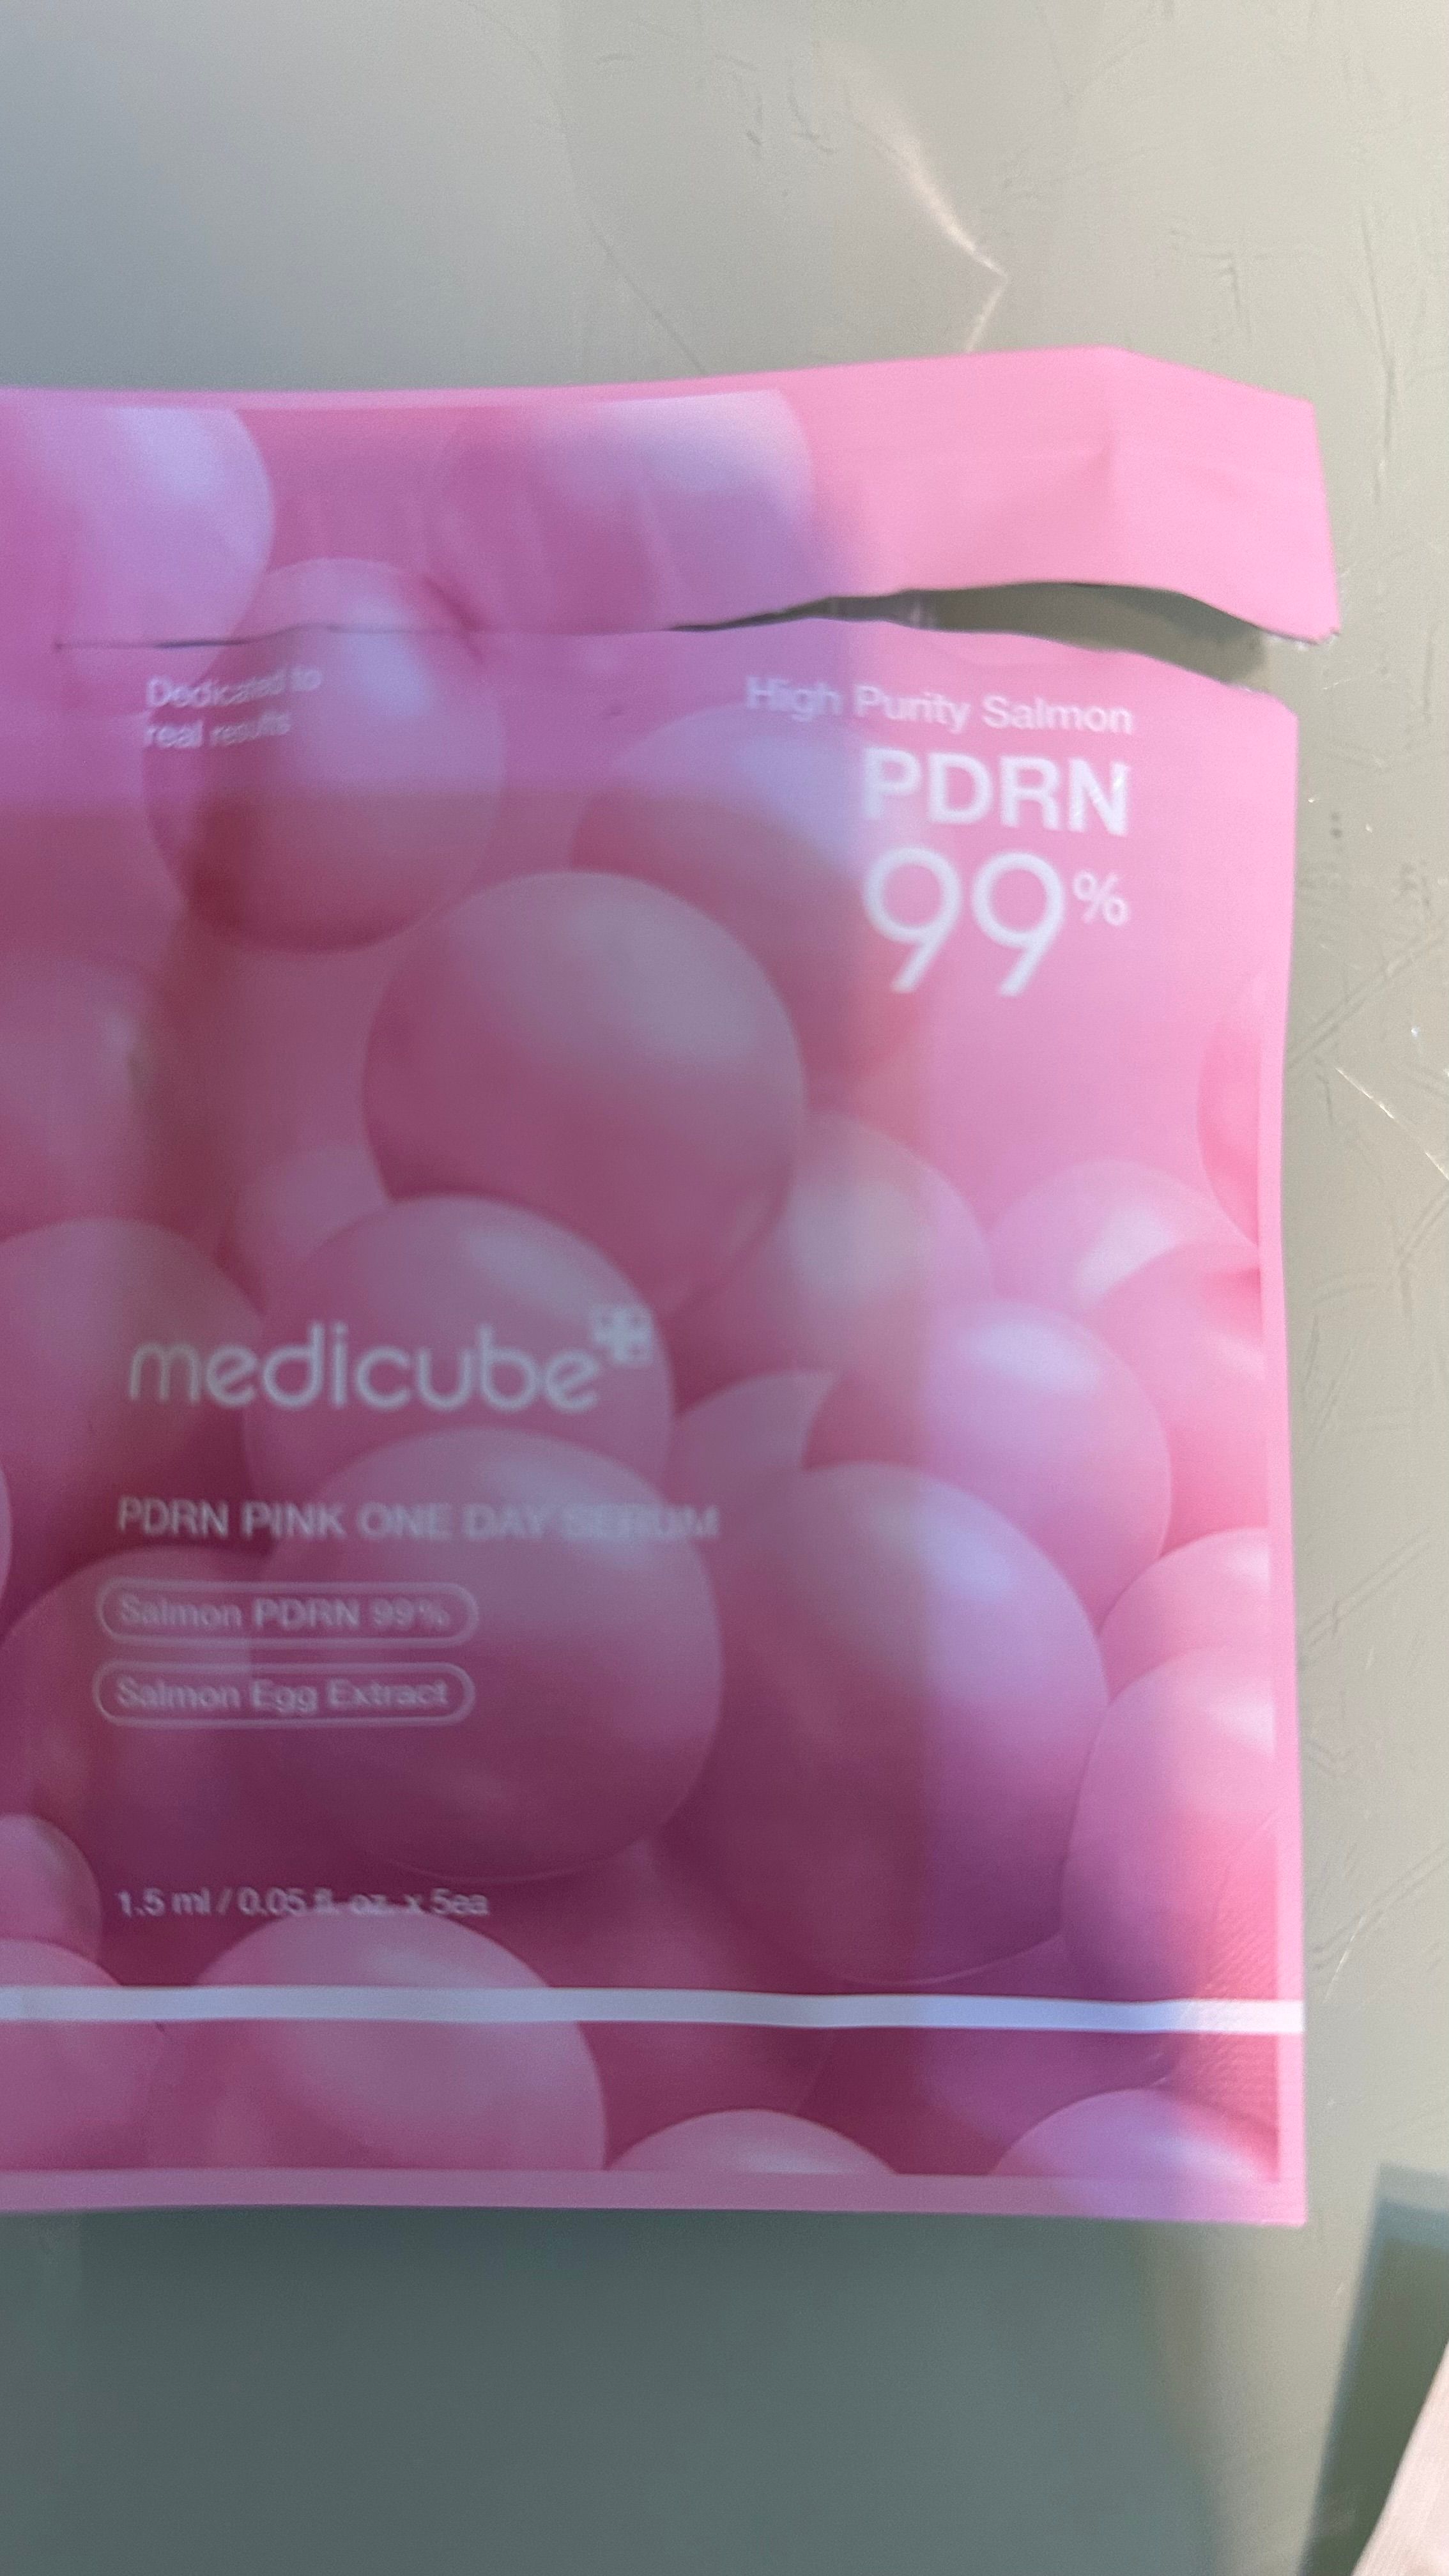 Dedicated to
real results
High Purity Salmon
PDRN
99%
medicube
PDRN PINK ONE DAY SERUM
Salmon PDRN 99%
Salmon Egg Extract
1.5 ml / 0.05 fl. oz. x 5ea